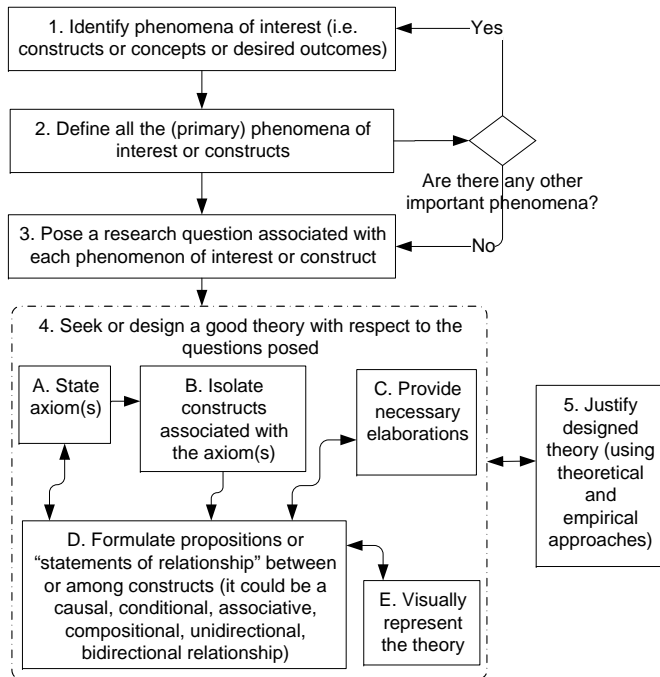 1. Identify phenomena of interest (i.e.
constructs or concepts or desired outcomes)
Yes
2. Define all the (primary) phenomena of
interest or constructs
Are there any other
important phenomena?
3. Pose a research question associated with
each phenomenon of interest or construct
No
4. Seek or design a good theory with respect to the
questions posed
A. State
axiom(s)
B. Isolate
constructs
associated with
the axiom(s)
C. Provide
necessary
elaborations
5. Justify
designed
theory (using
theoretical
and
empirical
approaches)
D. Formulate propositions or
“statements of relationship” between
or among constructs (it could be a
causal, conditional, associative,
compositional, unidirectional,
bidirectional relationship)
E. Visually
represent
the theory